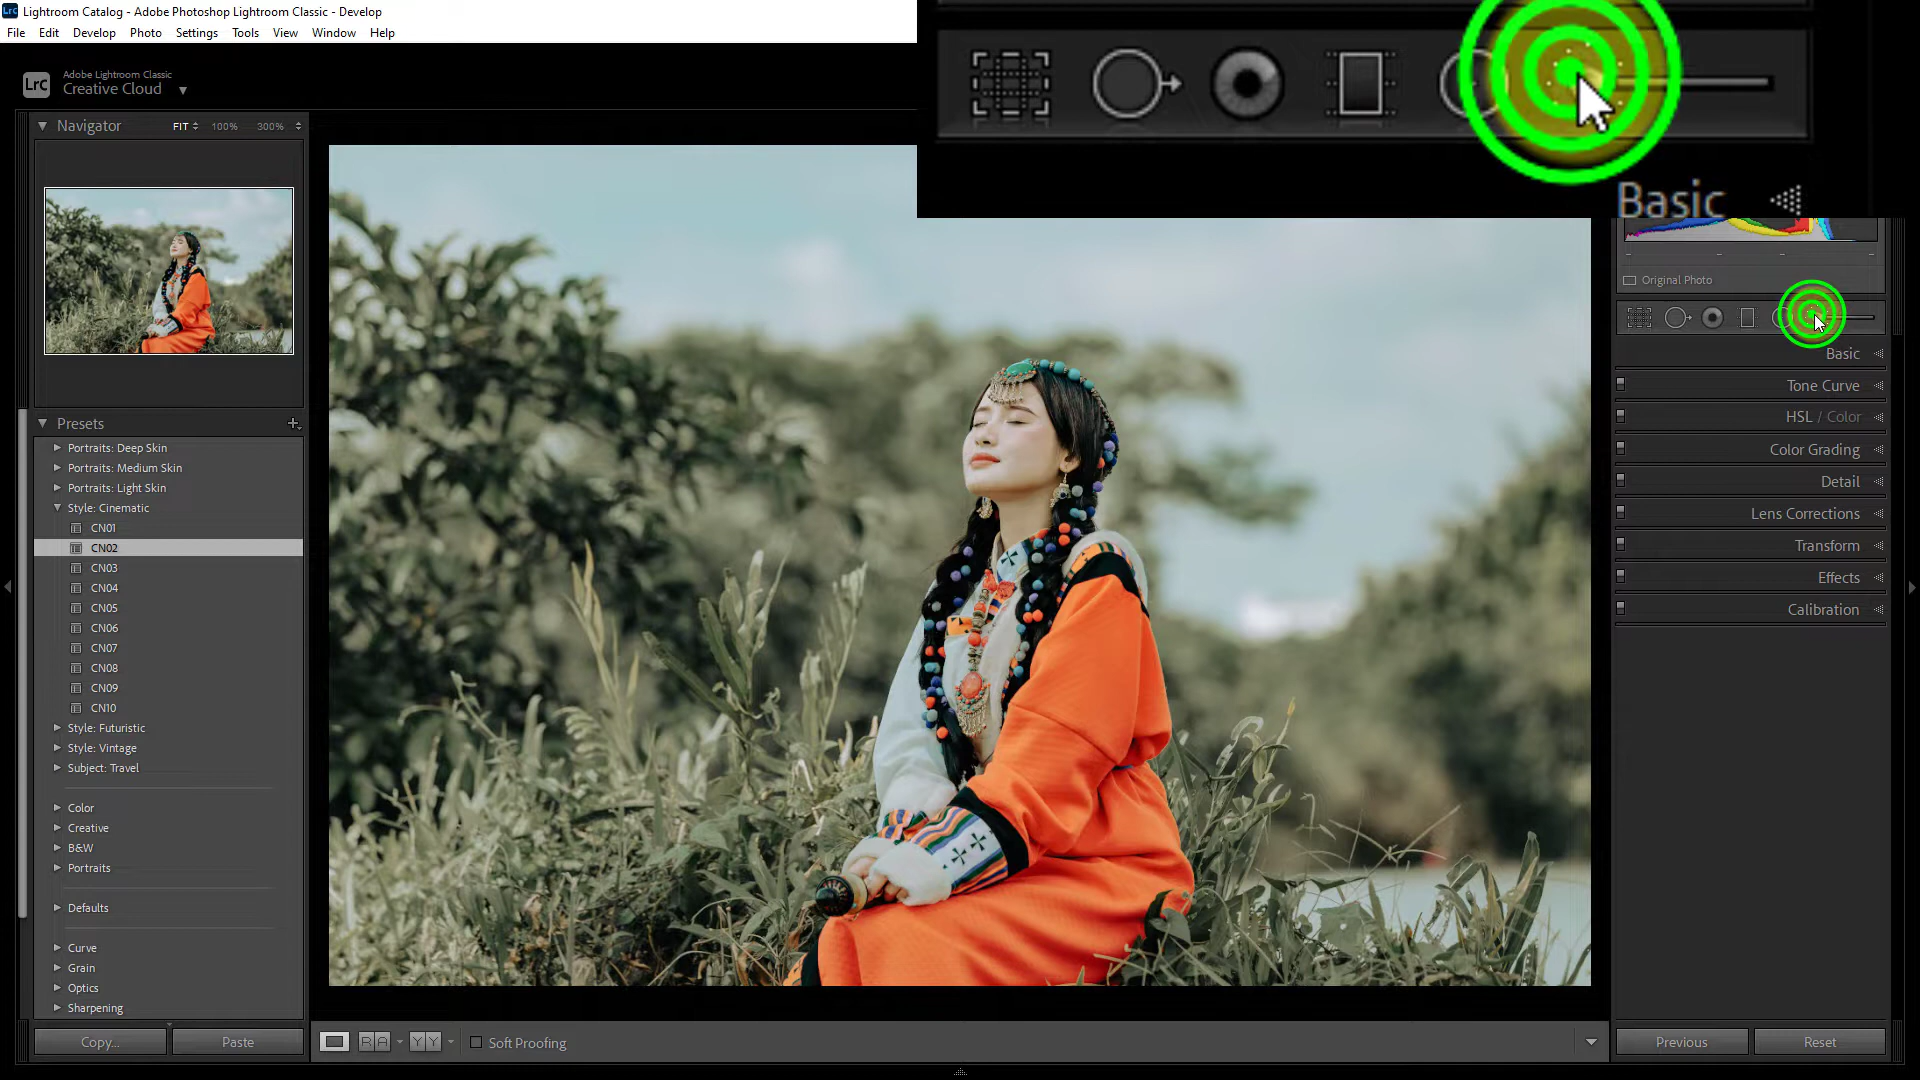 Lrc Lightroom Catalog - Adobe Photoshop Lightroom Classic - Develop
File Edit Develop Photo Settings Tools View Window Help
LrC
Adobe Lightroom Classic
Creative Cloud
Basic
Navigator FIT 100% 300%
Original Photo
Basic
Tone Curve
HSL / Color
Color Grading
Detail
Lens Corrections
Transform
Effects
Calibration
Presets
Portraits: Deep Skin
Portraits: Medium Skin
Portraits: Light Skin
Style: Cinematic
CN01
CN02
CN03
CN04
CN05
CN06
CN07
CN08
CN09
CN10
Style: Futuristic
Style: Vintage
Subject: Travel
Color
Creative
B&W
Portraits
Defaults
Curve
Grain
Optics
Sharpening
Copy... Paste
R A Y Y Soft Proofing
Previous Reset